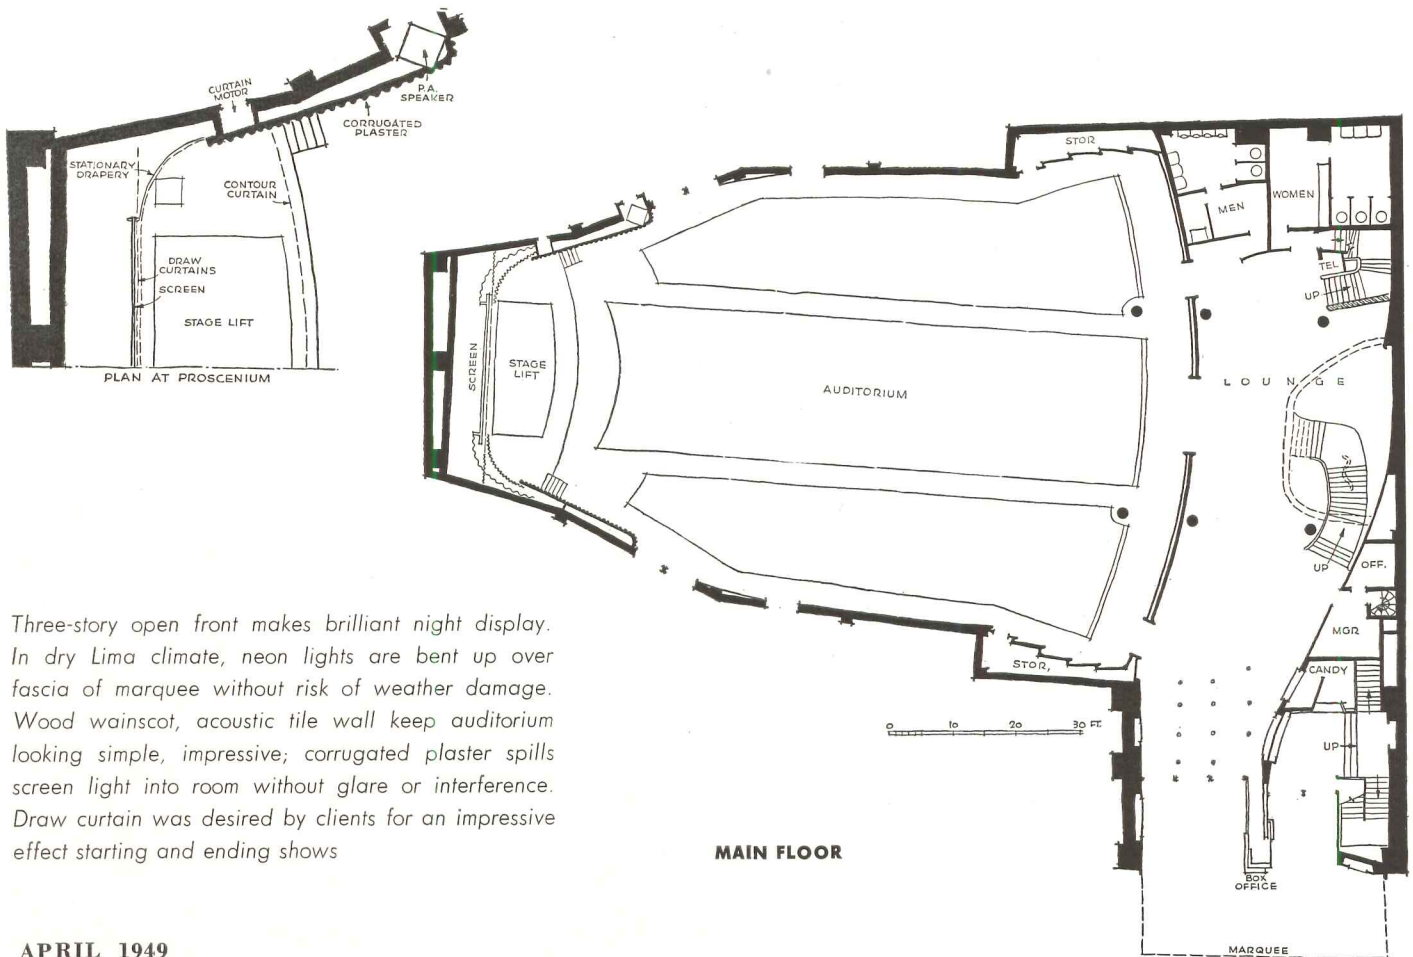 CURTAIN
MOTOR
P.A.
SPEAKER
CORRUGATED
PLASTER
STATIONARY
DRAPERY
CONTOUR
CURTAIN
DRAW
CURTAINS
SCREEN
STAGE LIFT
PLAN AT PROSCENIUM
STOR
MEN
WOMEN
TEL
UP
SCREEN
STAGE
LIFT
AUDITORIUM
LOUNGE
UP
OFF.
MGR
CANDY
STOR,
UP
0 10 20 30 FT.
BOX
OFFICE
MARQUEE
Three-story open front makes brilliant night display.
In dry Lima climate, neon lights are bent up over
fascia of marquee without risk of weather damage.
Wood wainscot, acoustic tile wall keep auditorium
looking simple, impressive; corrugated plaster spills
screen light into room without glare or interference.
Draw curtain was desired by clients for an impressive
effect starting and ending shows
MAIN FLOOR
APRIL 1949